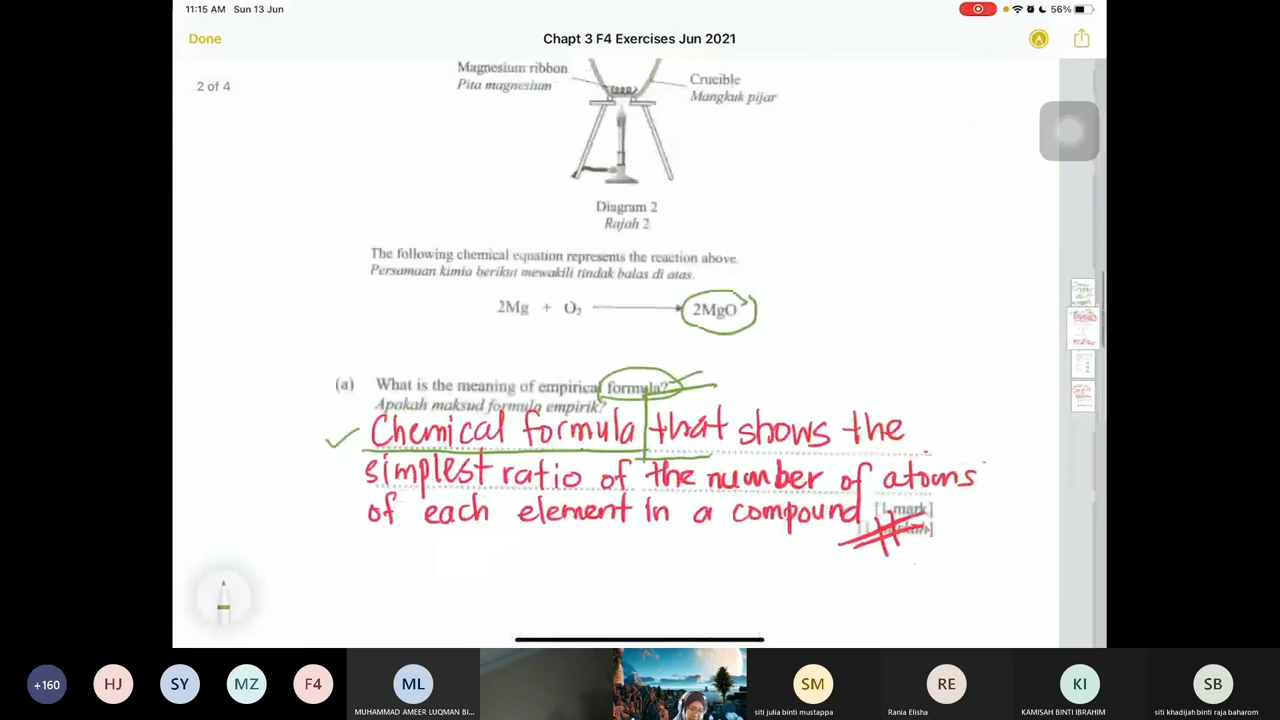 11:15 AM Sun 13 Jun
56%
Done
Chapt 3 F4 Exercises Jun 2021
2 of 4
Magnesium ribbon
Pita magnesium
Crucible
Mangkuk pijar
Diagram 2
Rajah 2
The following chemical equation represents the reaction above.
Persamaan kimia berikut mewakili tindak balas di atas.
2Mg + O₂ → 2MgO
(a) What is the meaning of empirical formula?
Apakah maksud formula empirik?
Chemical formula that shows the
simplest ratio of the number of atoms
of each element in a compound
[1 mark]
+160
HJ
SY
MZ
F4
ML
MUHAMMAD AMEER LUQMAN BI...
SM
siti julia binti mustappa
RE
Rania Elisha
KI
KAMISAH BINTI IBRAHIM
SB
siti khadijah binti raja baharom